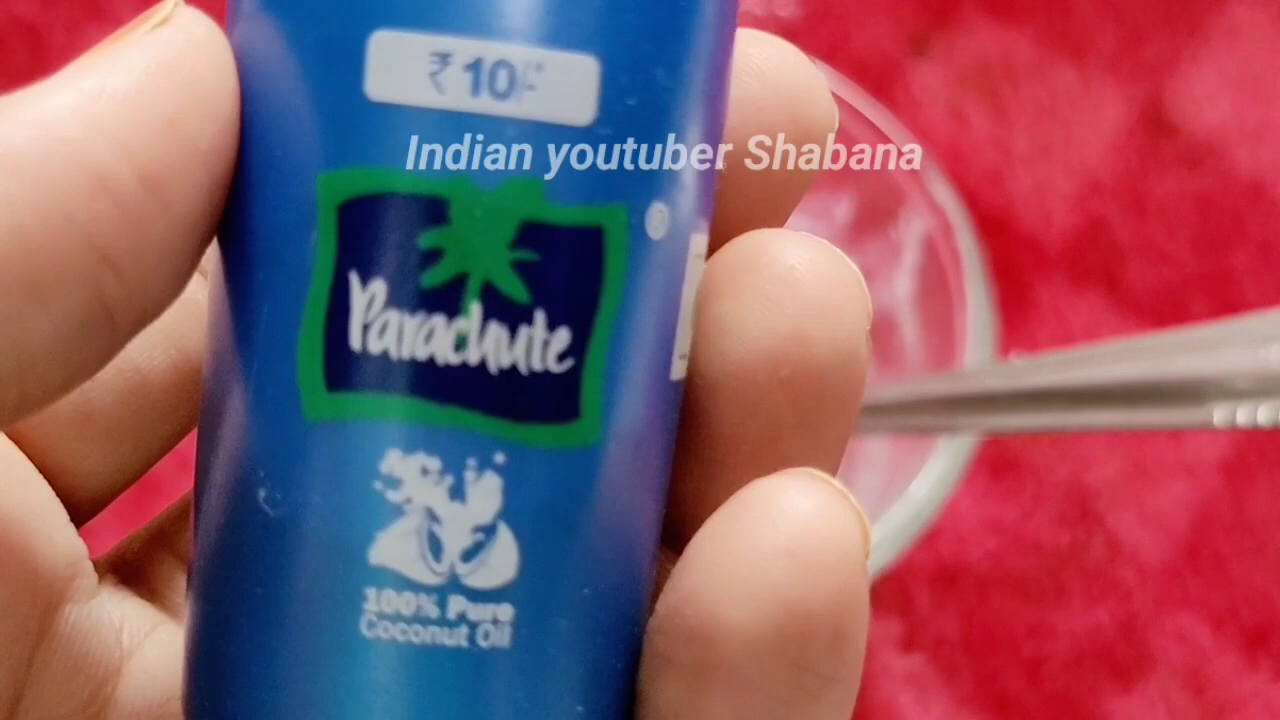 ₹10/-
Indian youtuber Shabana
®
Parachute
100% Pure
Coconut Oil